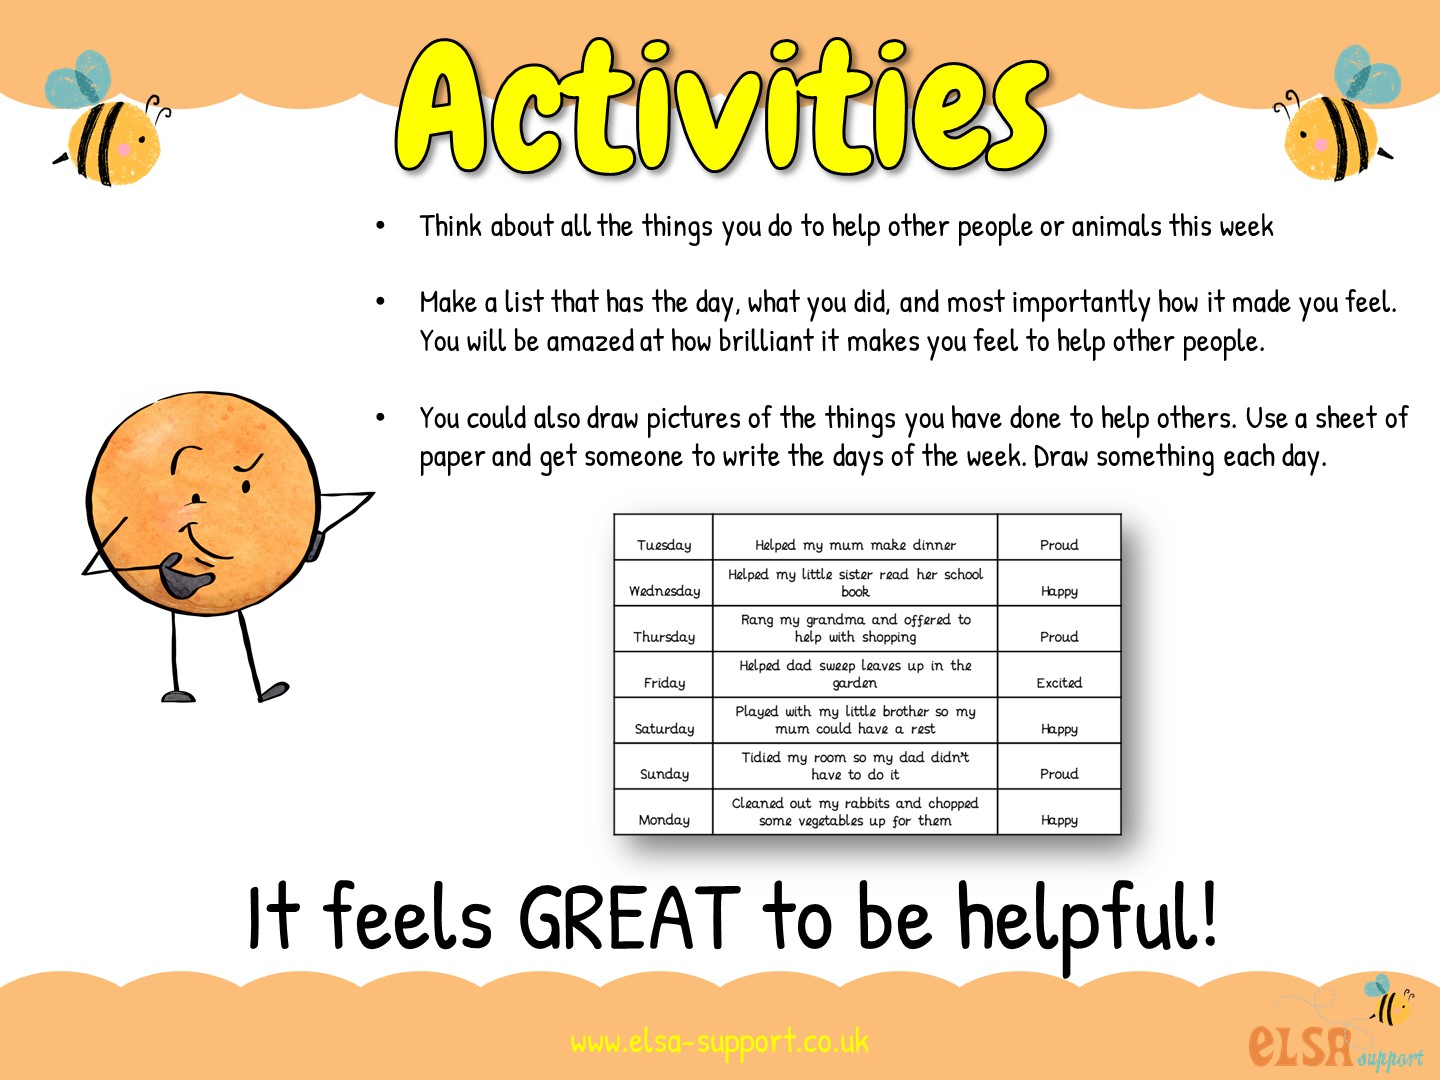 Activities
• Think about all the things you do to help other people or animals this week
• Make a list that has the day, what you did, and most importantly how it made you feel.
You will be amazed at how brilliant it makes you feel to help other people.
• You could also draw pictures of the things you have done to help others. Use a sheet of
paper and get someone to write the days of the week. Draw something each day.
Tuesday Helped my mum make dinner Proud
Helped my little sister read her school
Wednesday book Happy
Rang my grandma and offered to
Thursday help with shopping Proud
Helped dad sweep leaves up in the
Friday garden Excited
Played with my little brother so my
Saturday mum could have a rest Happy
Tidied my room so my dad didn't
Sunday have to do it Proud
Cleaned out my rabbits and chopped
Monday some vegetables up for them Happy
It feels GREAT to be helpful!
www.elsa-support.co.uk
ELSA support